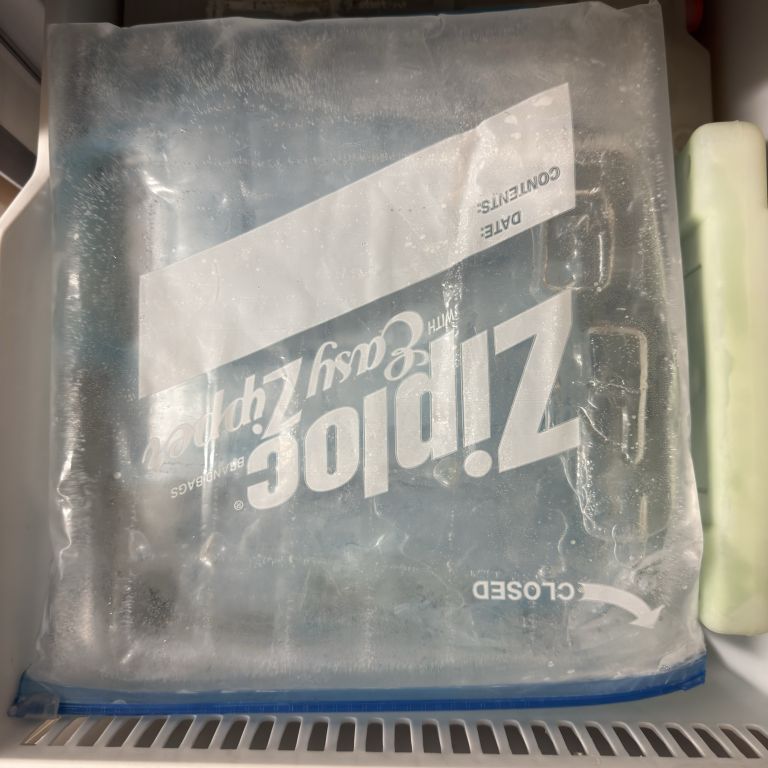 CONTENTS:
DATE:
Ziploc®
WITH Easy Zipper
BRAND BAGS
CLOSED